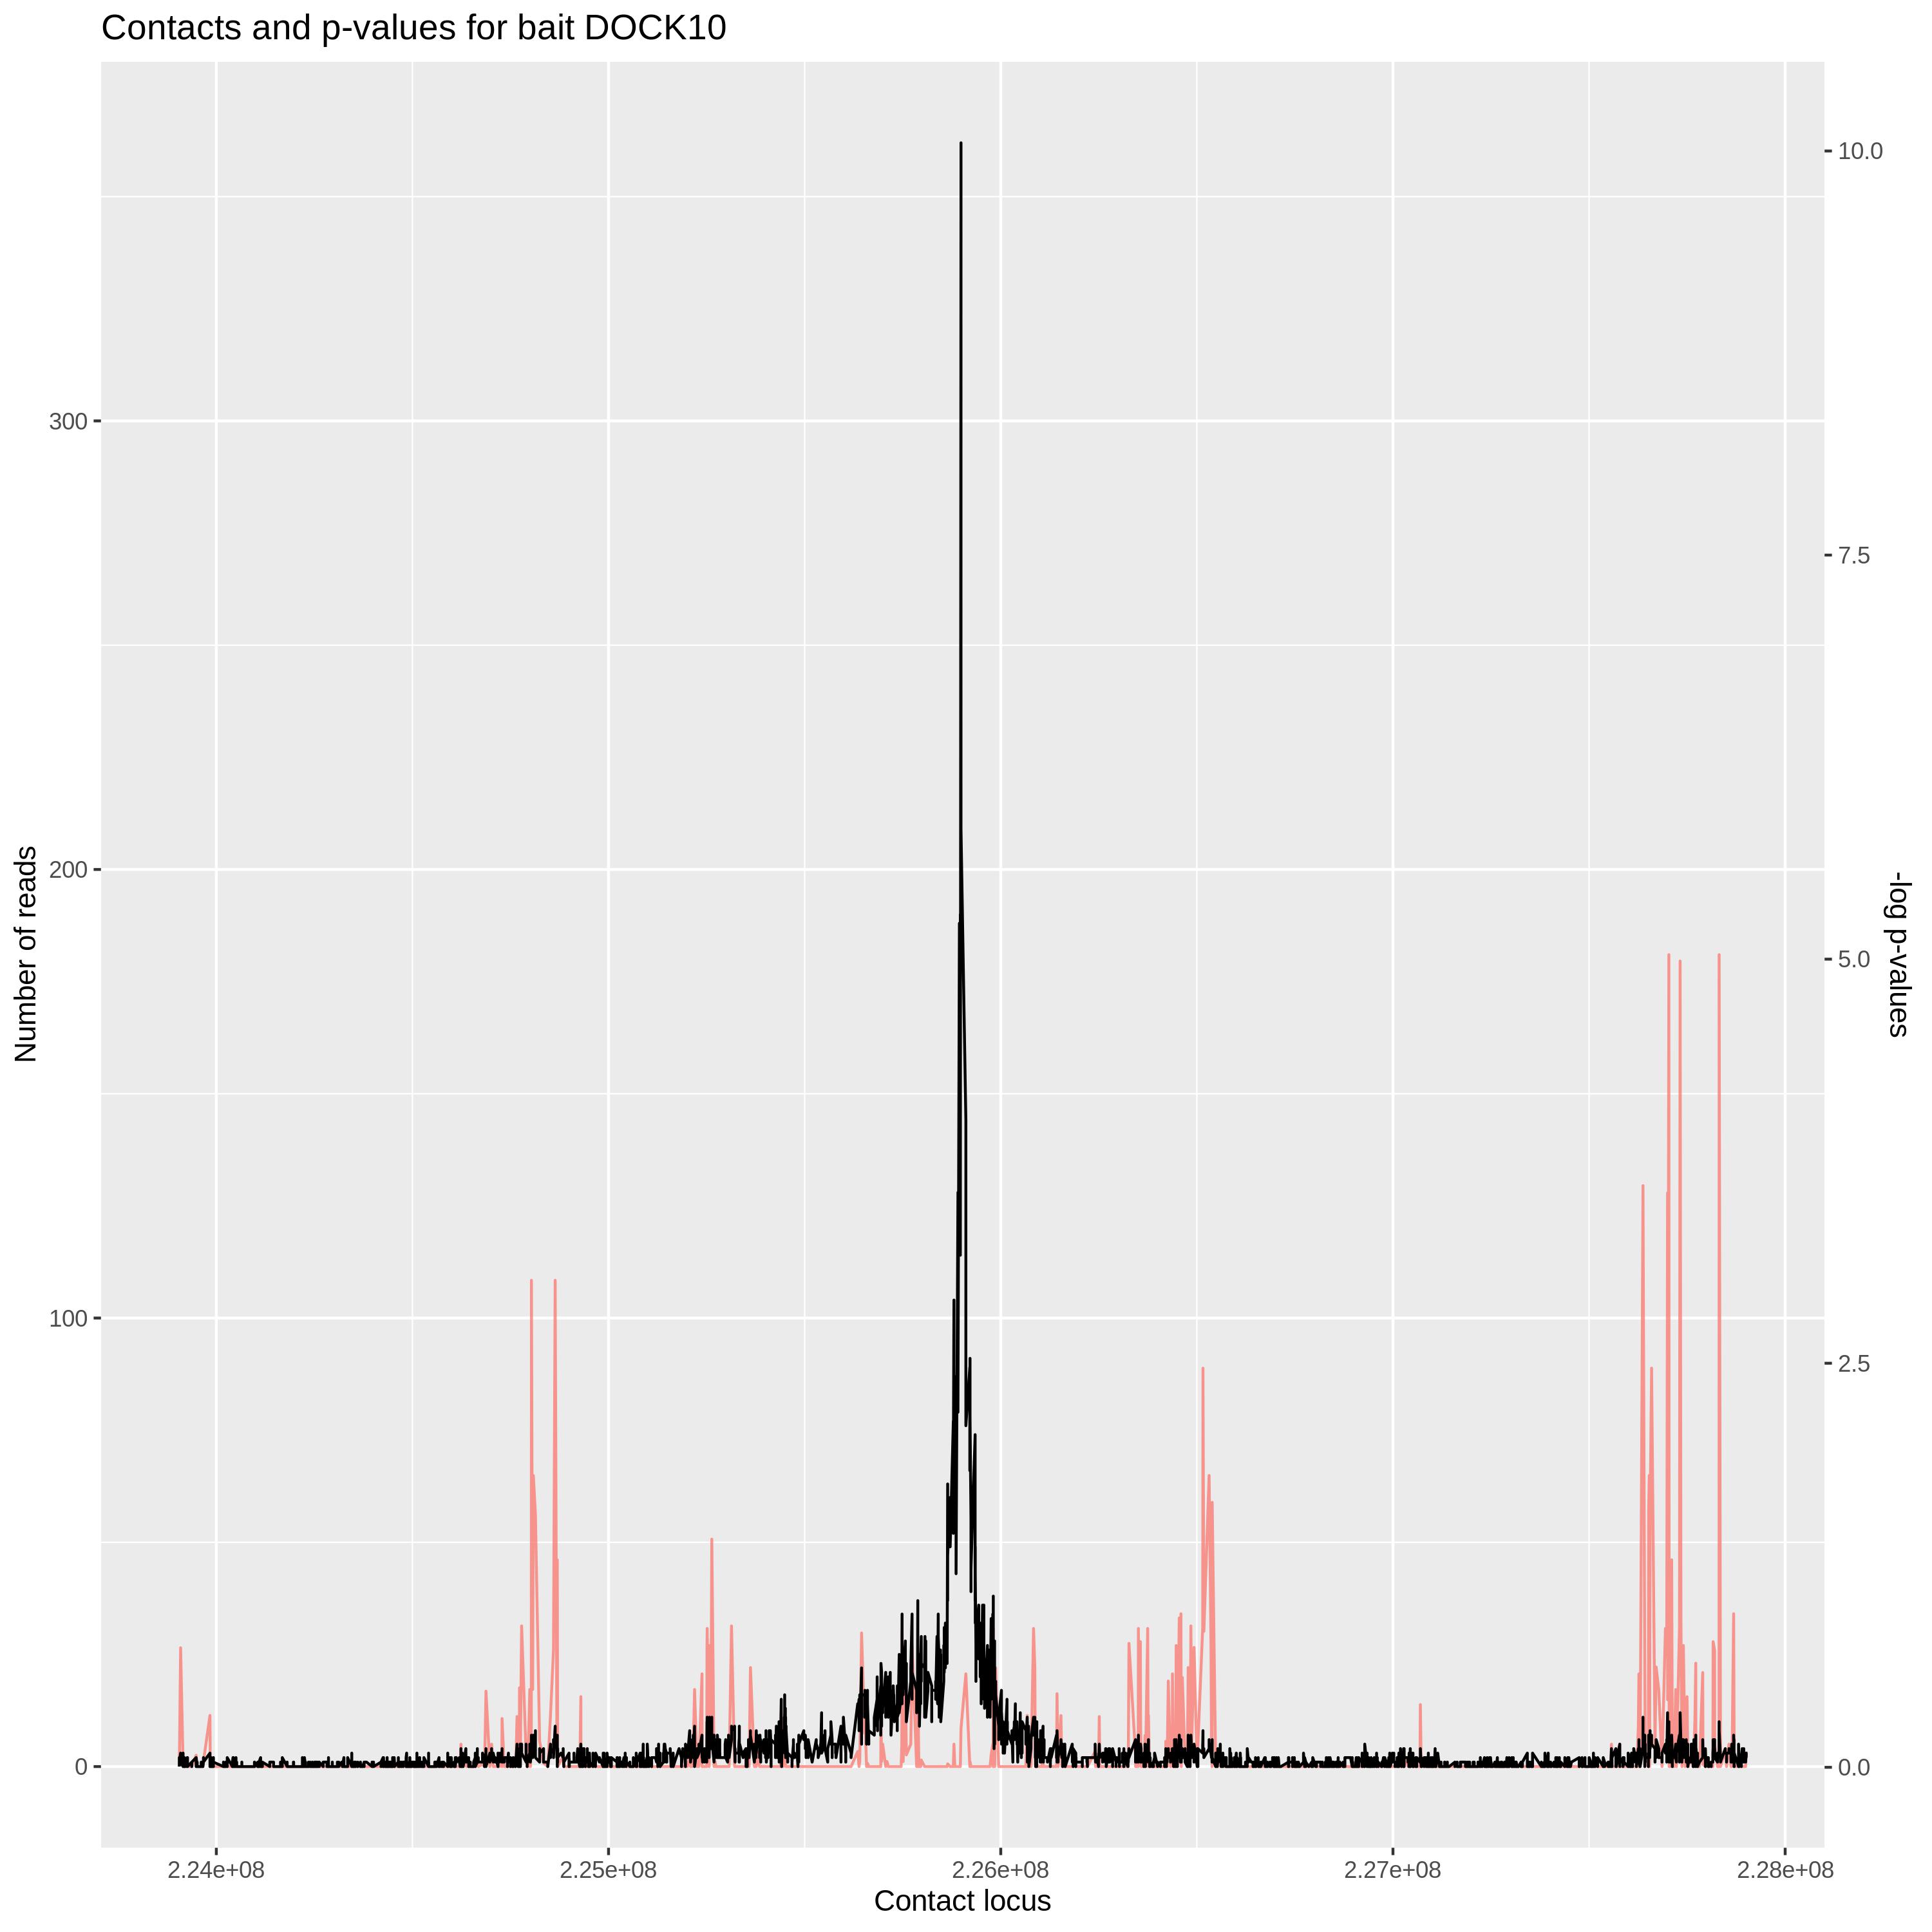 Contacts and p-values for bait DOCK10
Number of reads
300
200
100
0
10.0
7.5
5.0
2.5
0.0
-log p-values
2.24e+08
2.25e+08
2.26e+08
2.27e+08
2.28e+08
Contact locus